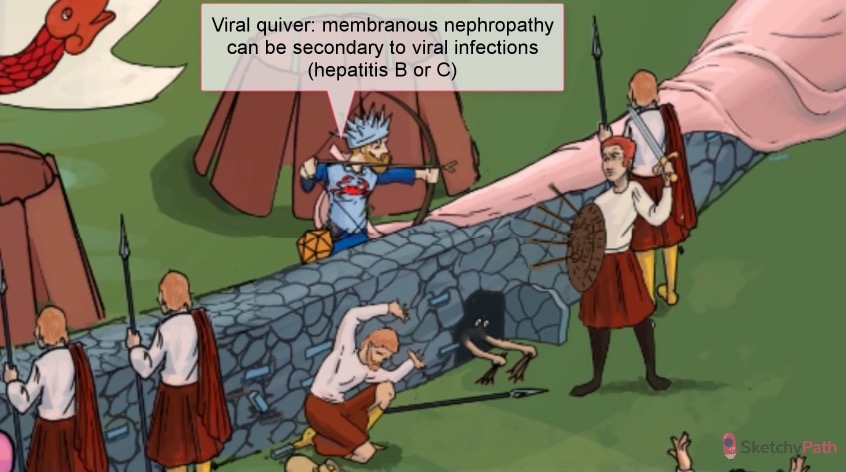 Viral quiver: membranous nephropathy
can be secondary to viral infections
(hepatitis B or C)
SketchyPath